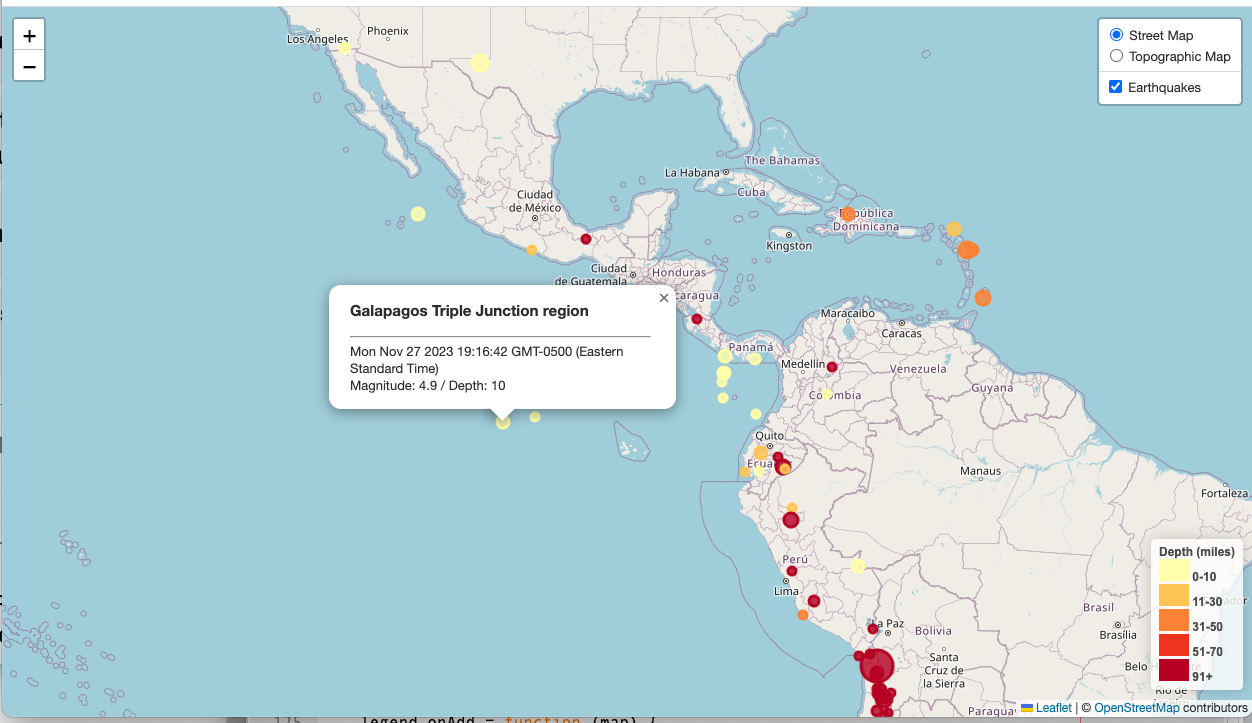 +
−
Street Map
Topographic Map
Earthquakes
Los Angeles
Phoenix
The Bahamas
La Habana
Cuba
Ciudad
de México
República
Dominicana
Kingston
Ciudad
de Guatemala
Honduras
caragua
Galapagos Triple Junction region
×
Mon Nov 27 2023 19:16:42 GMT-0500 (Eastern
Standard Time)
Magnitude: 4.9 / Depth: 10
Maracaibo
Caracas
Panamá
Medellín
Venezuela
Guyana
Colombia
Quito
Ecuador
Manaus
Fortaleza
Perú
Lima
La Paz
Bolivia
Brasil
Brasília
Santa
Cruz de
la Sierra
Belo
Rio de
Paragua
Depth (miles)
0-10
11-30
31-50
51-70
91+
Leaflet | © OpenStreetMap contributors
125 legend.onAdd = function (map) {